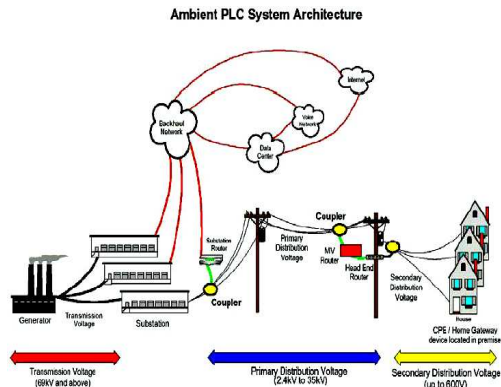 Ambient PLC System Architecture
Internet
Backhaul
Network
Voice
Network
Data
Center
Substation
Router
Coupler
Primary
Distribution
Voltage
Coupler
MV
Router
Head End
Router
Secondary
Distribution
Voltage
Generator
Transmission
Voltage
Substation
Coupler
House
CPE / Home Gateway
device located in premise
Transmission Voltage
(69kV and above)
Primary Distribution Voltage
(2.4kV to 35kV)
Secondary Distribution Voltage
(up to 600V)